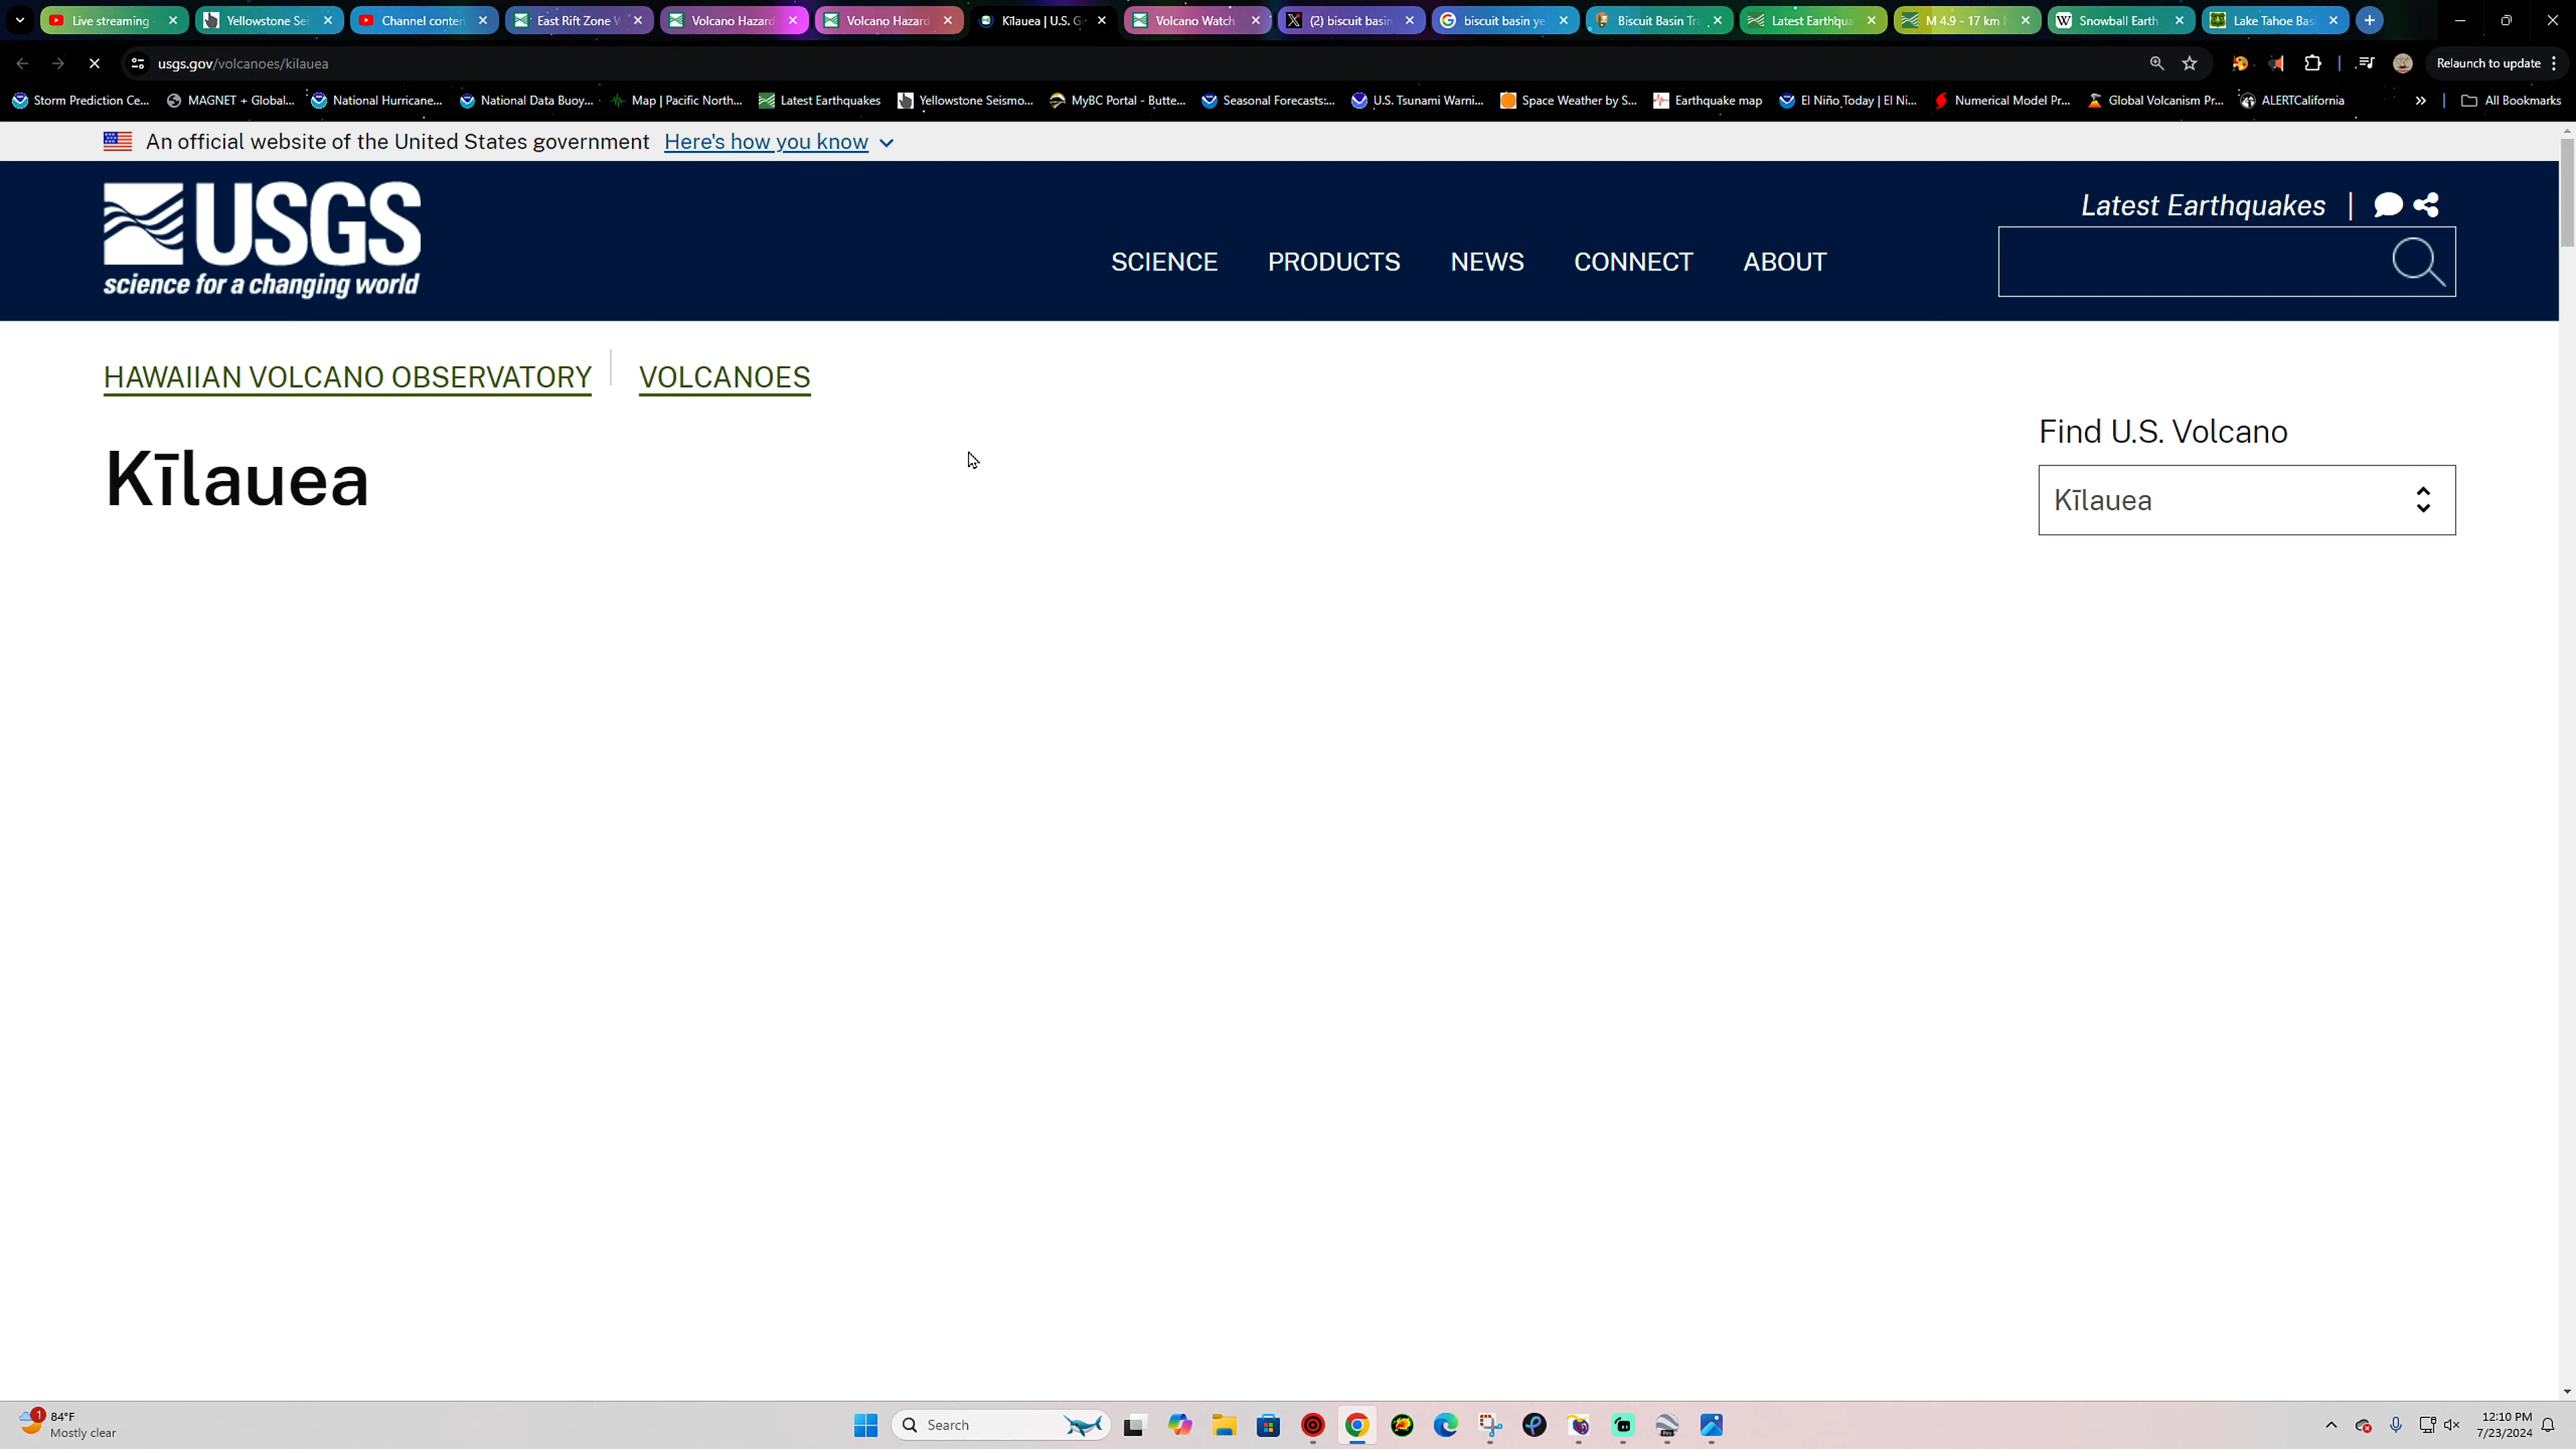 Live streaming
Yellowstone Sei
Channel conten
East Rift Zone
Volcano Hazard
Volcano Hazard
Kīlauea | U.S. G
Volcano Watch
(2) biscuit basin
biscuit basin ye
Biscuit Basin Tr
Latest Earthqua
M 4.9 - 17 km
Snowball Earth
Lake Tahoe Bas
usgs.gov/volcanoes/kilauea
Relaunch to update
Storm Prediction Ce...
MAGNET + Global...
National Hurricane...
National Data Buoy...
Map | Pacific North...
Latest Earthquakes
Yellowstone Seismo...
MyBC Portal - Butte...
Seasonal Forecasts:...
U.S. Tsunami Warni...
Space Weather by S...
Earthquake map
El Niño Today | El Ni...
Numerical Model Pr...
Global Volcanism Pr...
ALERTCalifornia
All Bookmarks
An official website of the United States government Here's how you know
USGS
science for a changing world
Latest Earthquakes |
SCIENCE PRODUCTS NEWS CONNECT ABOUT
HAWAIIAN VOLCANO OBSERVATORY
VOLCANOES
Kīlauea
Find U.S. Volcano
Kīlauea
1
84°F
Mostly clear
Search
12:10 PM
7/23/2024